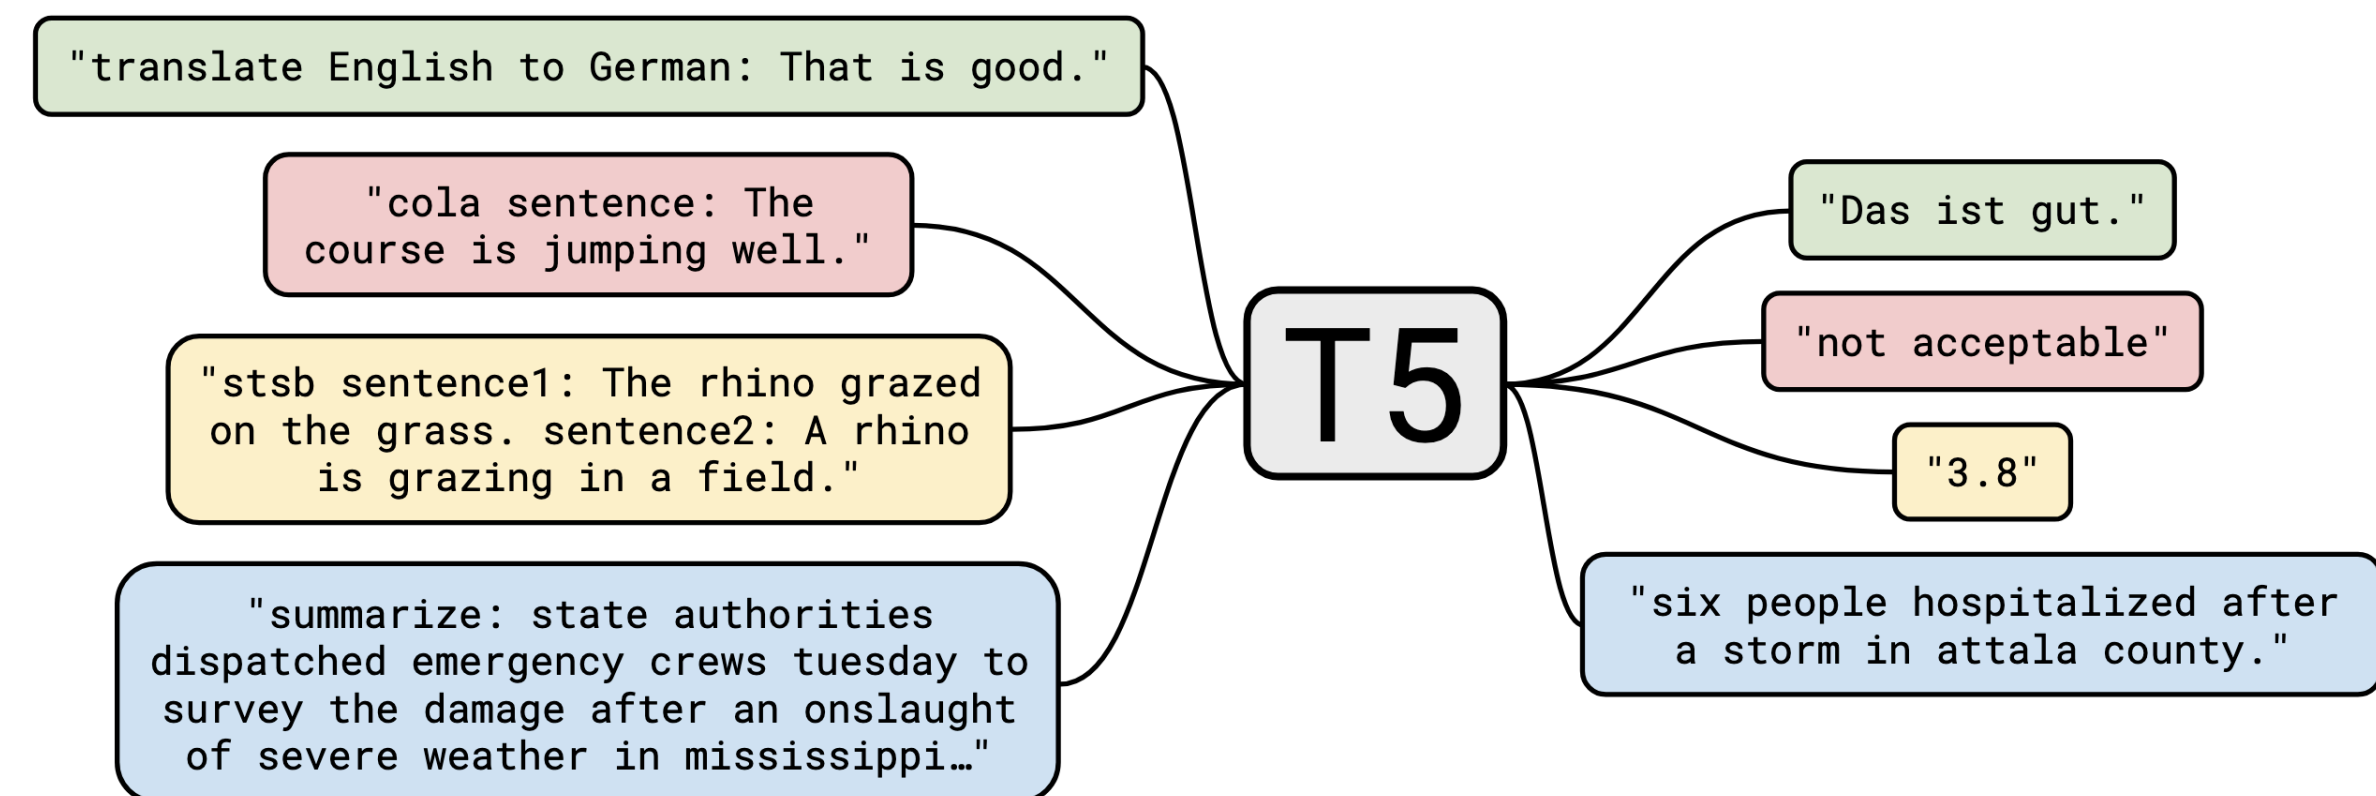 "translate English to German: That is good."
"cola sentence: The
course is jumping well."
"stsb sentence1: The rhino grazed
on the grass. sentence2: A rhino
is grazing in a field."
"summarize: state authorities
dispatched emergency crews tuesday to
survey the damage after an onslaught
of severe weather in mississippi…"
T5
"Das ist gut."
"not acceptable"
"3.8"
"six people hospitalized after
a storm in attala county."